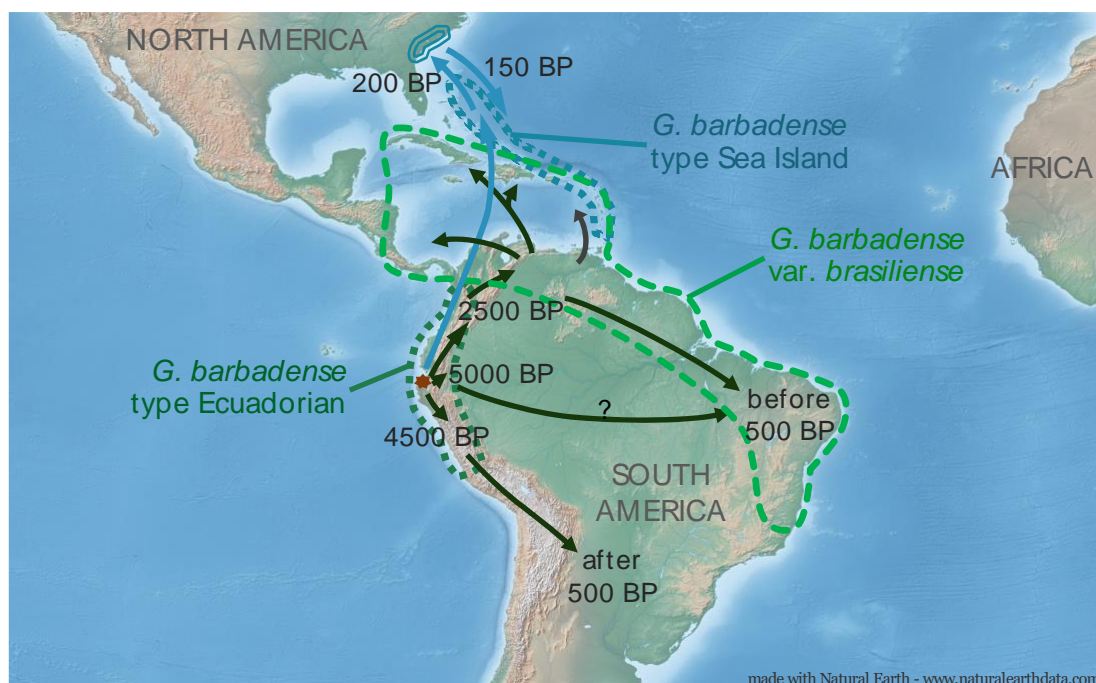 NORTH AMERICA
200 BP
150 BP
G. barbadense
type Sea Island
AFRICA
G. barbadense
var. brasiliense
2500 BP
G. barbadense
type Ecuadorian
5000 BP
?
before
500 BP
4500 BP
SOUTH
AMERICA
after
500 BP
made with Natural Earth - www.naturalearthdata.com